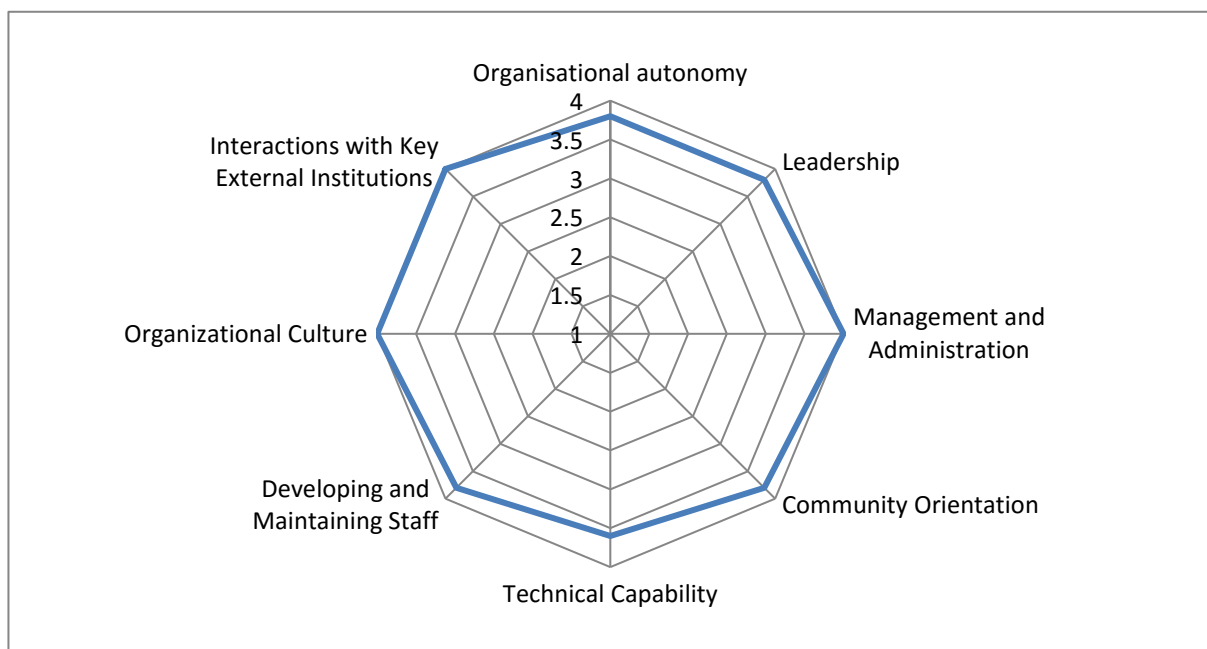 Organisational autonomy
4
3.5
3
2.5
2
1.5
1
Leadership
Management and
Administration
Community Orientation
Technical Capability
Developing and
Maintaining Staff
Organizational Culture
Interactions with Key
External Institutions